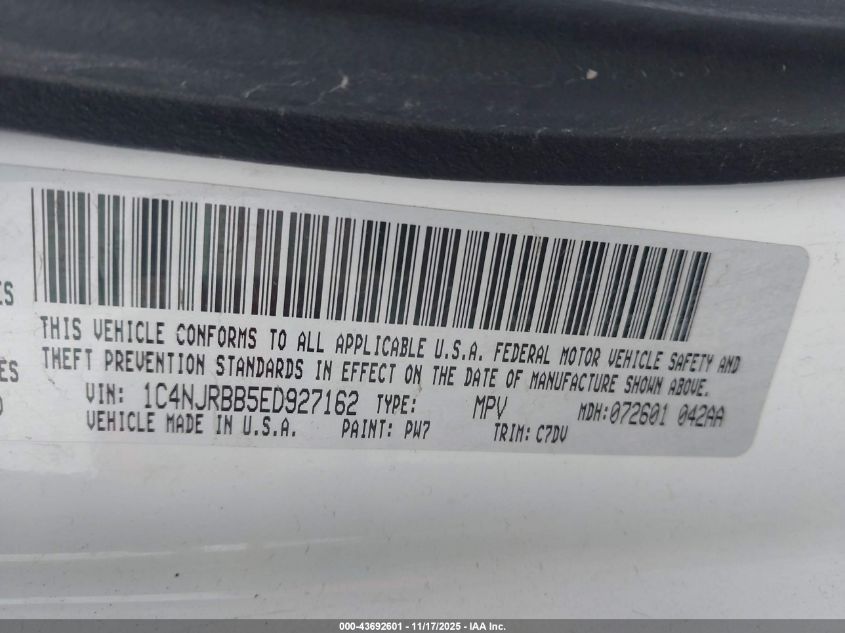 THIS VEHICLE CONFORMS TO ALL APPLICABLE U.S.A. FEDERAL MOTOR VEHICLE SAFETY AND
THEFT PREVENTION STANDARDS IN EFFECT ON THE DATE OF MANUFACTURE SHOWN ABOVE.
VIN: 1C4NJRBB5ED927162 TYPE: MPV MDH:072601 042AA
VEHICLE MADE IN U.S.A. PAINT: PW7 TRIM: C7DV
000-43692601 - 11/17/2025 - IAA Inc.